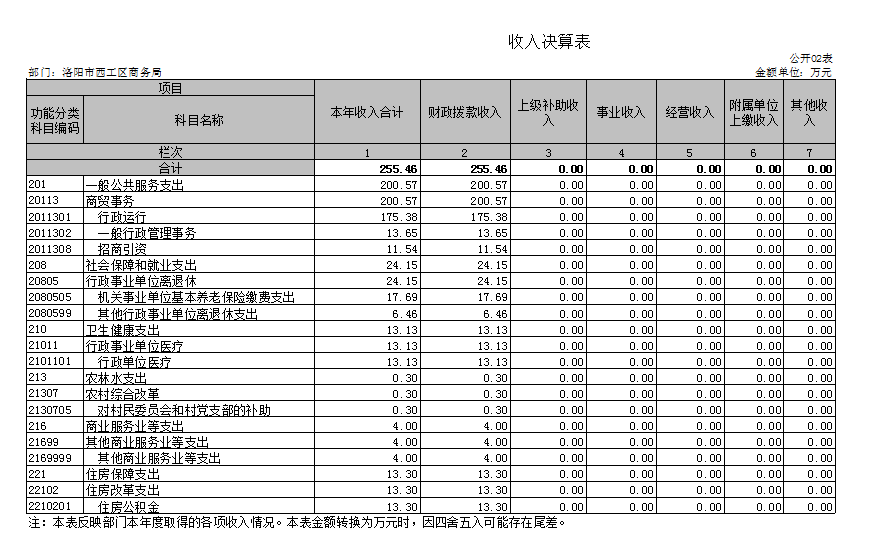 收入决算表
公开02表
部门：洛阳市西工区商务局 金额单位：万元
项目 本年收入合计 财政拨款收入 上级补助收入 事业收入 经营收入 附属单位上缴收入 其他收入
功能分类科目编码 科目名称
栏次 1 2 3 4 5 6 7
合计 255.46 255.46 0.00 0.00 0.00 0.00 0.00
201 一般公共服务支出 200.57 200.57 0.00 0.00 0.00 0.00 0.00
20113 商贸事务 200.57 200.57 0.00 0.00 0.00 0.00 0.00
2011301 行政运行 175.38 175.38 0.00 0.00 0.00 0.00 0.00
2011302 一般行政管理事务 13.65 13.65 0.00 0.00 0.00 0.00 0.00
2011308 招商引资 11.54 11.54 0.00 0.00 0.00 0.00 0.00
208 社会保障和就业支出 24.15 24.15 0.00 0.00 0.00 0.00 0.00
20805 行政事业单位离退休 24.15 24.15 0.00 0.00 0.00 0.00 0.00
2080505 机关事业单位基本养老保险缴费支出 17.69 17.69 0.00 0.00 0.00 0.00 0.00
2080599 其他行政事业单位离退休支出 6.46 6.46 0.00 0.00 0.00 0.00 0.00
210 卫生健康支出 13.13 13.13 0.00 0.00 0.00 0.00 0.00
21011 行政事业单位医疗 13.13 13.13 0.00 0.00 0.00 0.00 0.00
2101101 行政单位医疗 13.13 13.13 0.00 0.00 0.00 0.00 0.00
213 农林水支出 0.30 0.30 0.00 0.00 0.00 0.00 0.00
21307 农村综合改革 0.30 0.30 0.00 0.00 0.00 0.00 0.00
2130705 对村民委员会和村党支部的补助 0.30 0.30 0.00 0.00 0.00 0.00 0.00
216 商业服务业等支出 4.00 4.00 0.00 0.00 0.00 0.00 0.00
21699 其他商业服务业等支出 4.00 4.00 0.00 0.00 0.00 0.00 0.00
2169999 其他商业服务业等支出 4.00 4.00 0.00 0.00 0.00 0.00 0.00
221 住房保障支出 13.30 13.30 0.00 0.00 0.00 0.00 0.00
22102 住房改革支出 13.30 13.30 0.00 0.00 0.00 0.00 0.00
2210201 住房公积金 13.30 13.30 0.00 0.00 0.00 0.00 0.00
注：本表反映部门本年度取得的各项收入情况。本表金额转换为万元时，因四舍五入可能存在尾差。